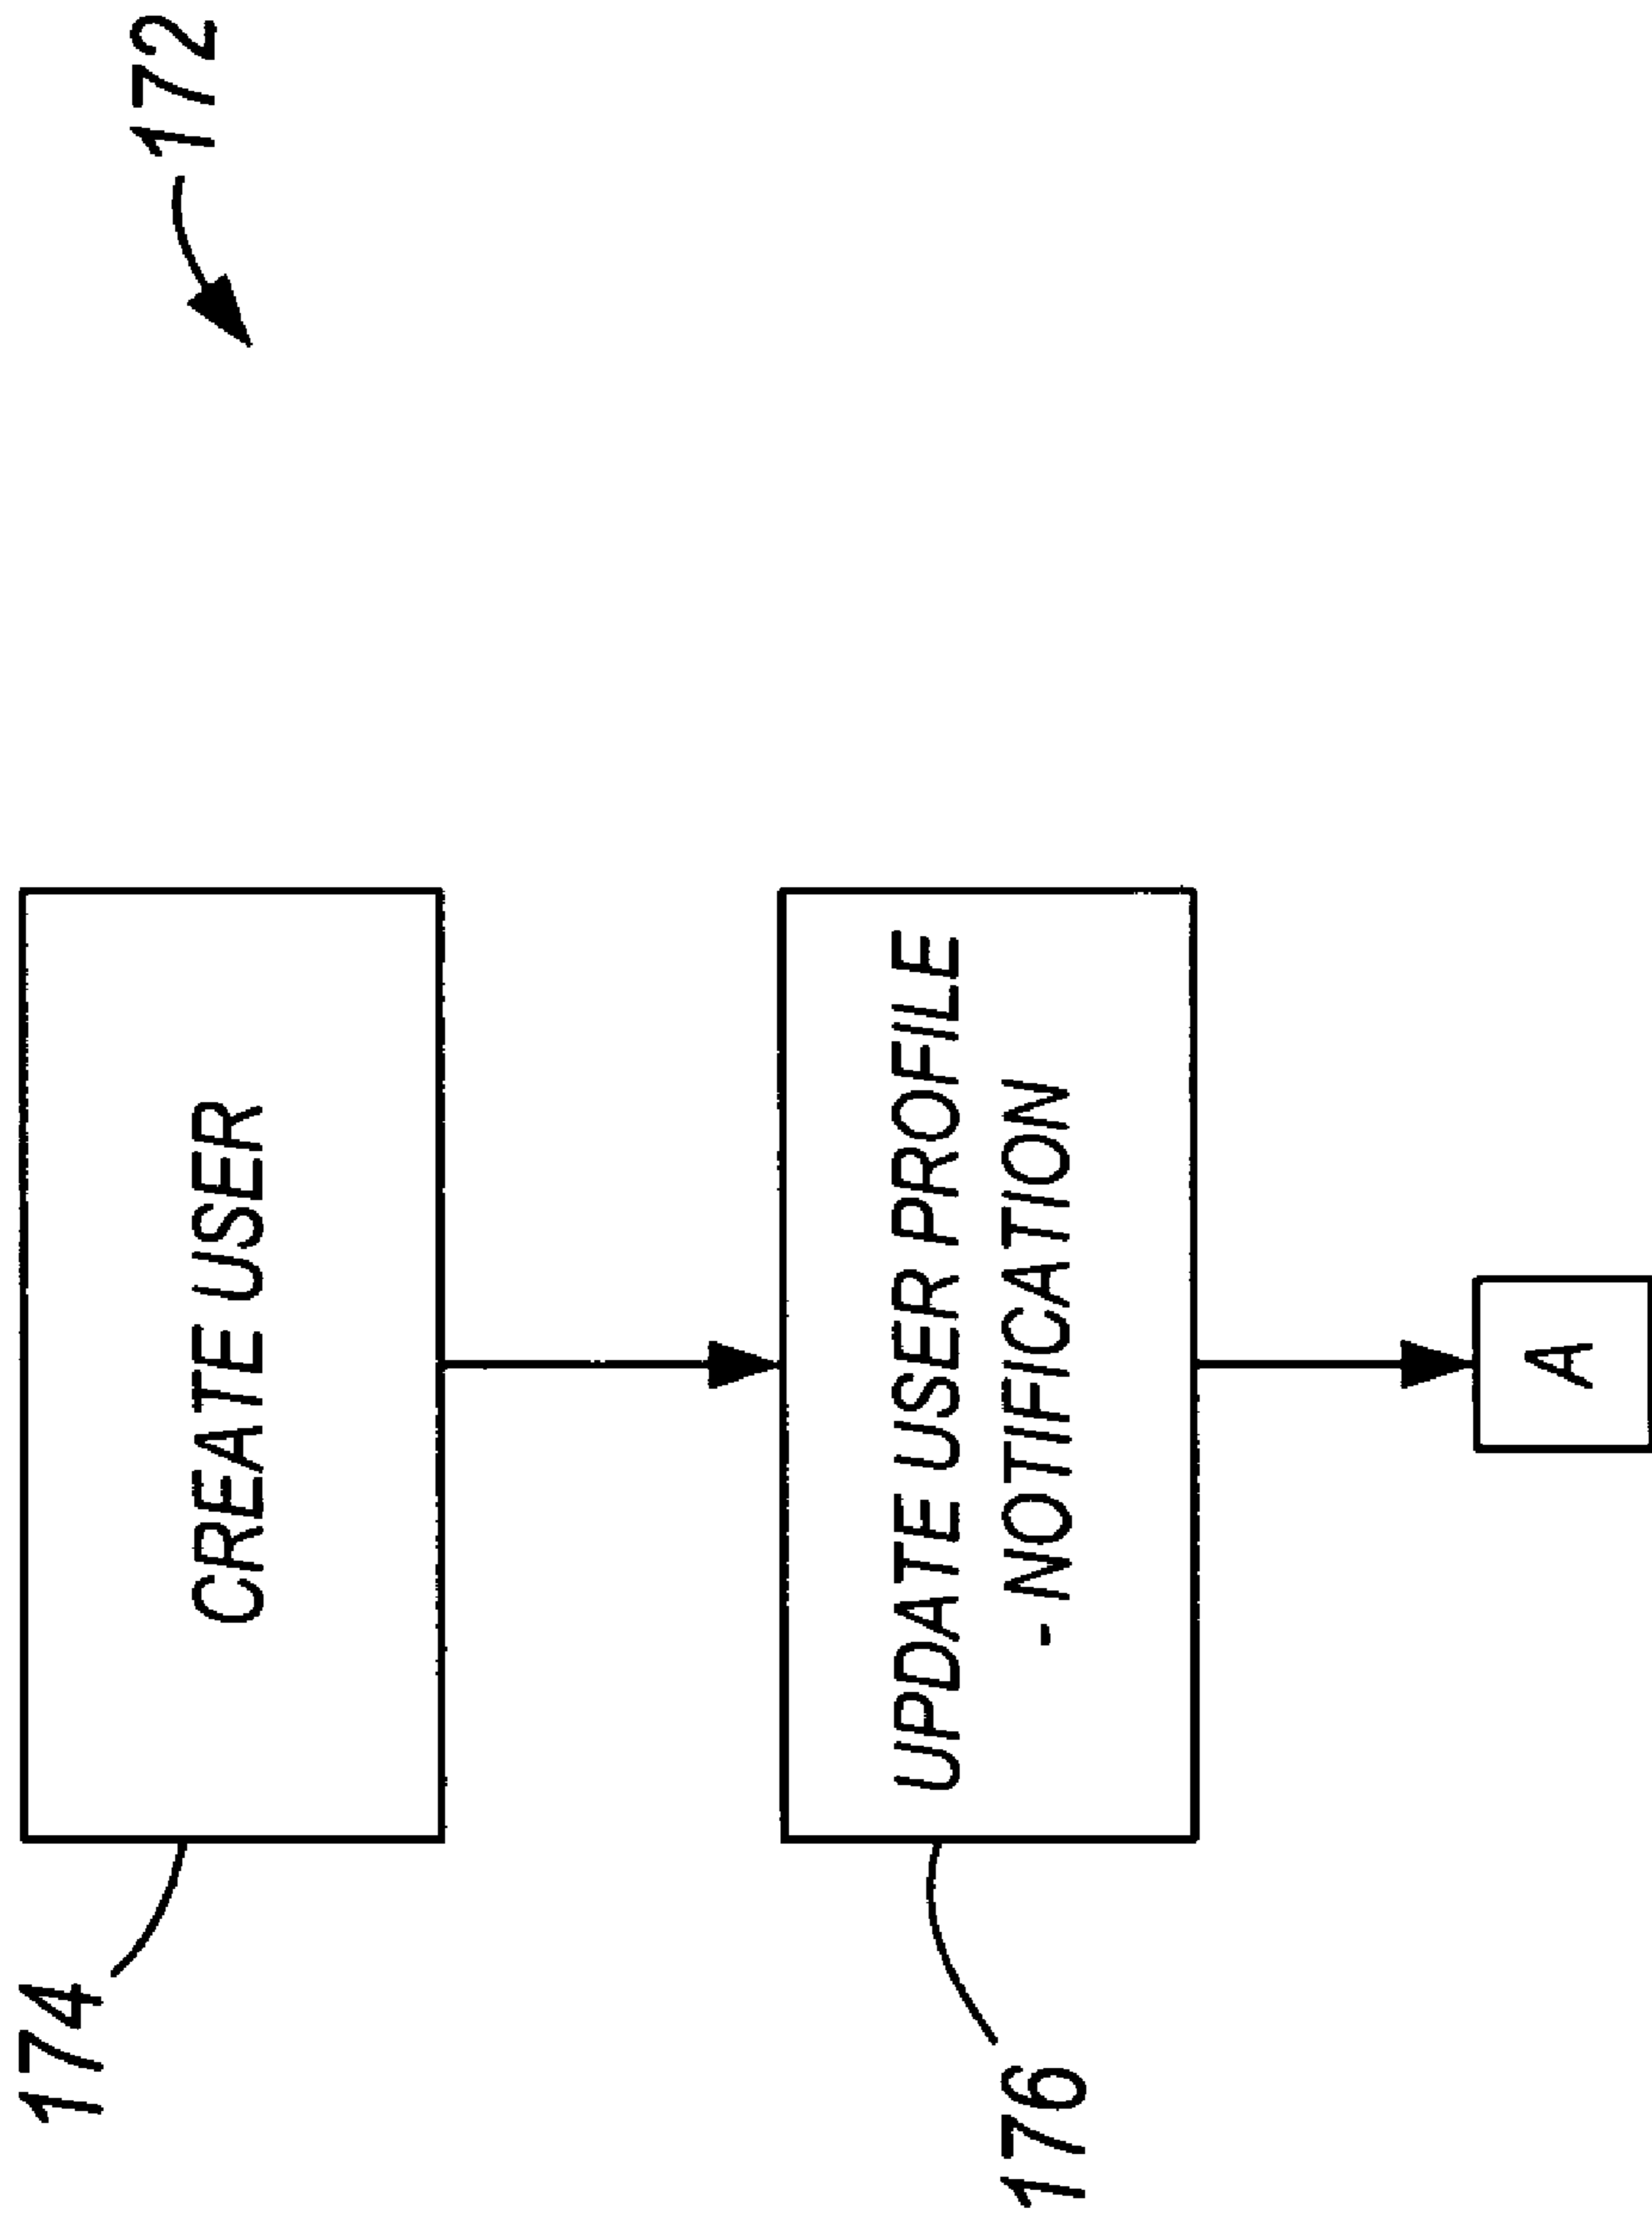 172
174
CREATE USER
176
UPDATE USER PROFILE
- NOTIFICATION
A